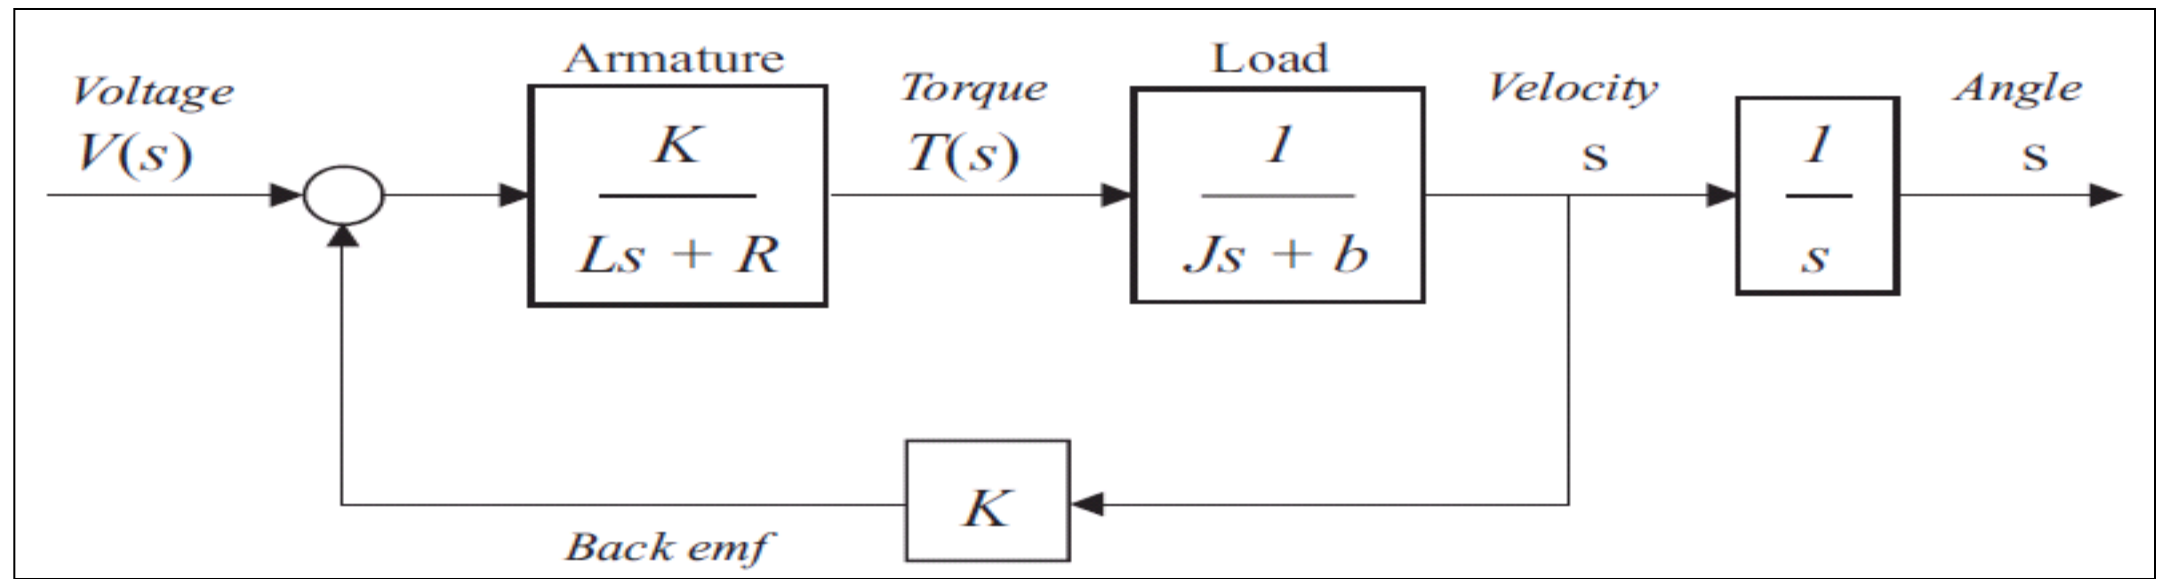 Voltage
V(s)
Armature
K
Ls + R
Torque
T(s)
Load
1
Js + b
Velocity
s
1
s
Angle
s
K
Back emf